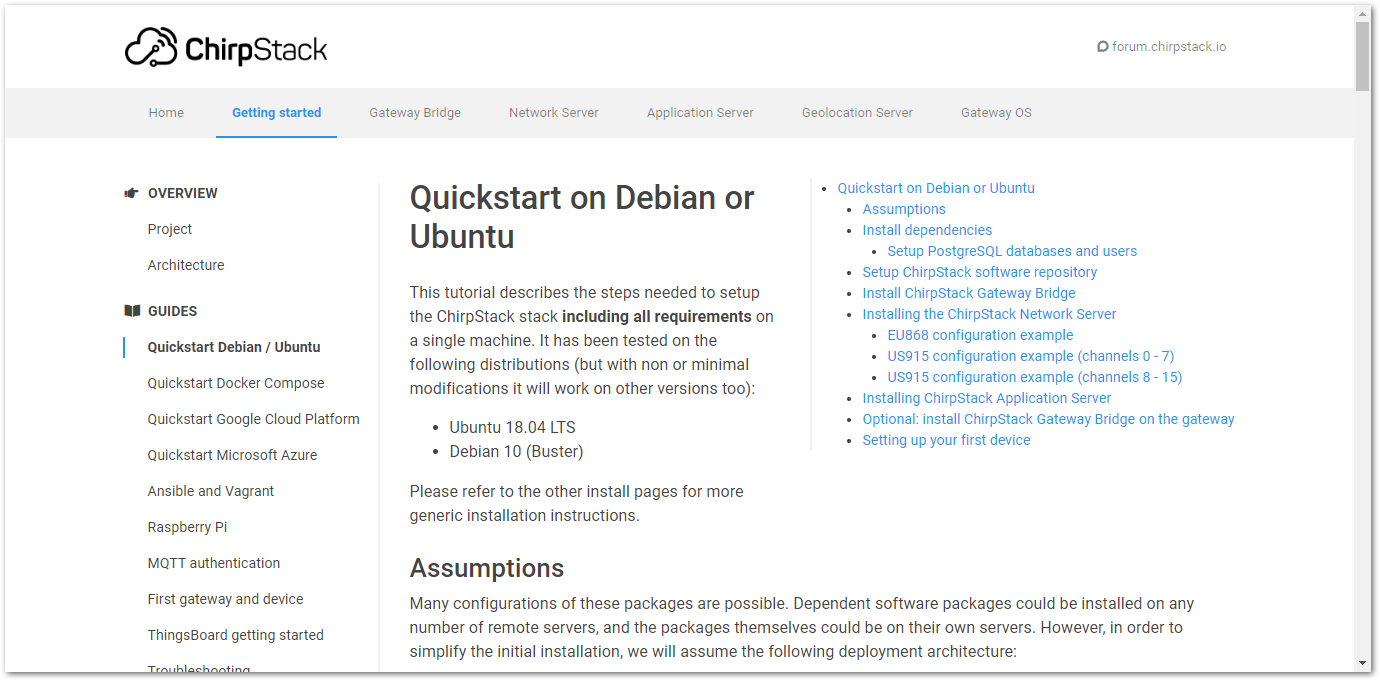 ChirpStack
forum.chirpstack.io
Home
Getting started
Gateway Bridge
Network Server
Application Server
Geolocation Server
Gateway OS
OVERVIEW
Project
Architecture
GUIDES
Quickstart Debian / Ubuntu
Quickstart Docker Compose
Quickstart Google Cloud Platform
Quickstart Microsoft Azure
Ansible and Vagrant
Raspberry Pi
MQTT authentication
First gateway and device
ThingsBoard getting started
Troubleshooting
Quickstart on Debian or
Ubuntu
This tutorial describes the steps needed to setup
the ChirpStack stack including all requirements on
a single machine. It has been tested on the
following distributions (but with non or minimal
modifications it will work on other versions too):
• Ubuntu 18.04 LTS
• Debian 10 (Buster)
Please refer to the other install pages for more
generic installation instructions.
• Quickstart on Debian or Ubuntu
• Assumptions
• Install dependencies
• Setup PostgreSQL databases and users
• Setup ChirpStack software repository
• Install ChirpStack Gateway Bridge
• Installing the ChirpStack Network Server
• EU868 configuration example
• US915 configuration example (channels 0 - 7)
• US915 configuration example (channels 8 - 15)
• Installing ChirpStack Application Server
• Optional: install ChirpStack Gateway Bridge on the gateway
• Setting up your first device
Assumptions
Many configurations of these packages are possible. Dependent software packages could be installed on any
number of remote servers, and the packages themselves could be on their own servers. However, in order to
simplify the initial installation, we will assume the following deployment architecture: